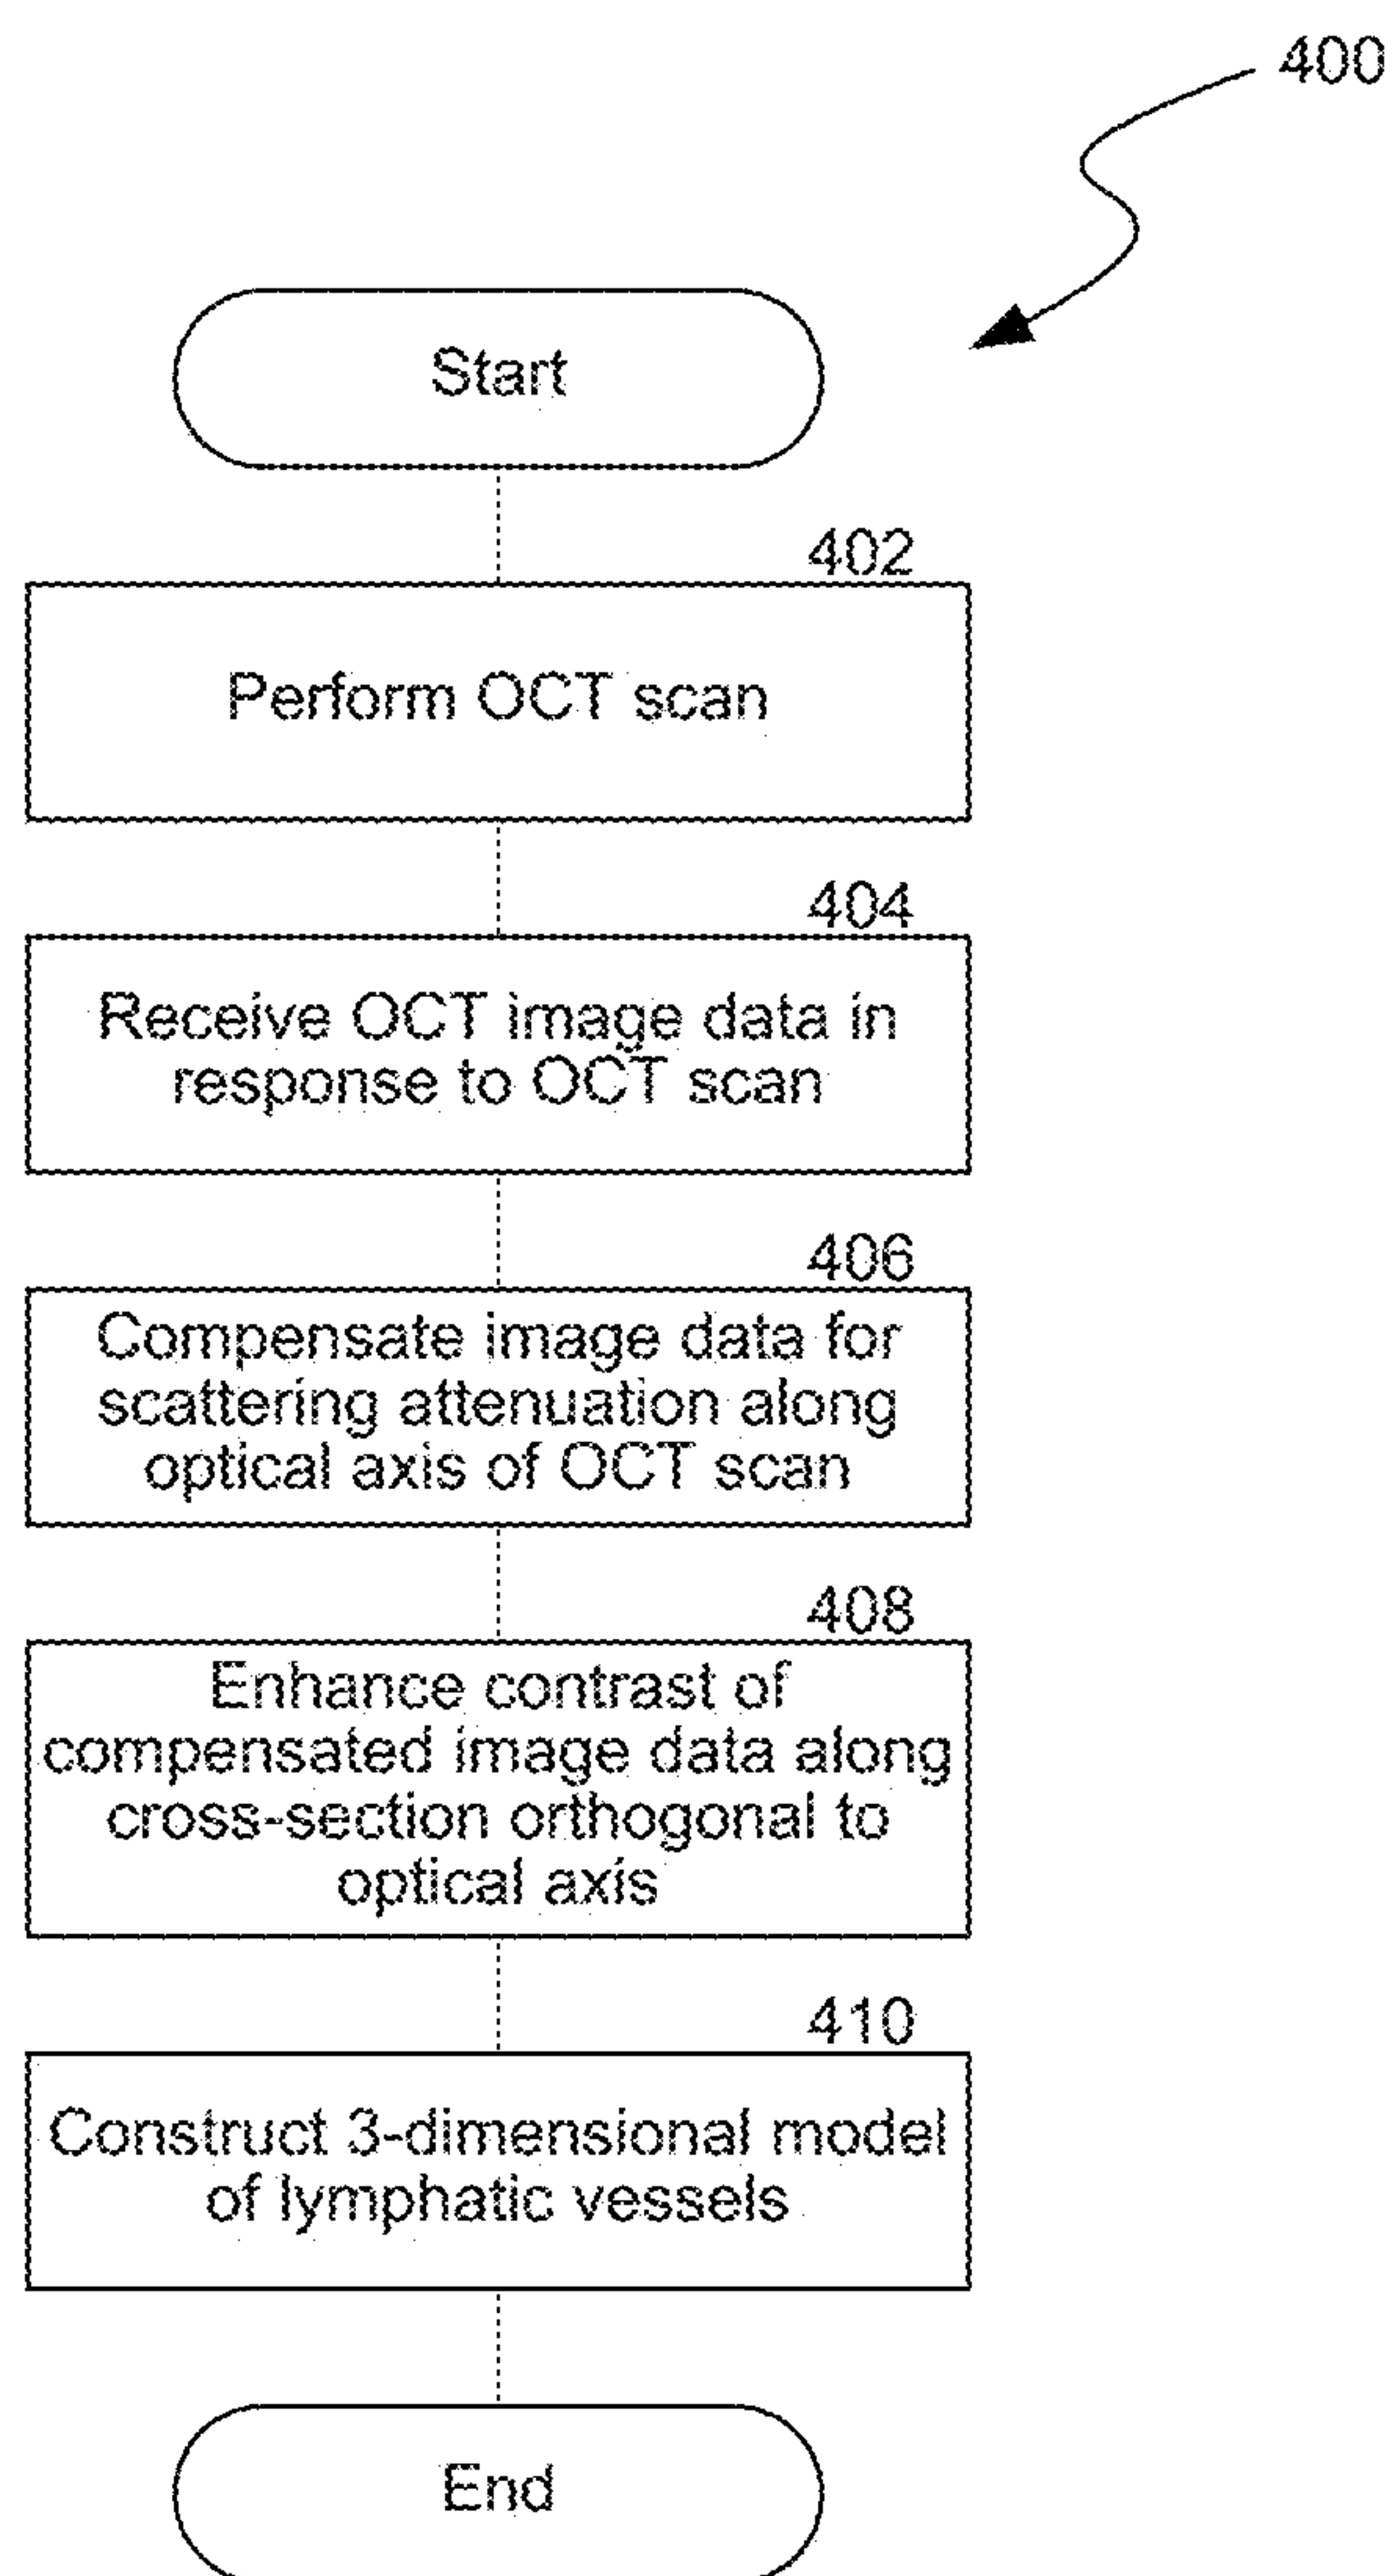 400
Start
402
Perform OCT scan
404
Receive OCT image data in
response to OCT scan
406
Compensate image data for
scattering attenuation along
optical axis of OCT scan
408
Enhance contrast of
compensated image data along
cross-section orthogonal to
optical axis
410
Construct 3-dimensional model
of lymphatic vessels
End